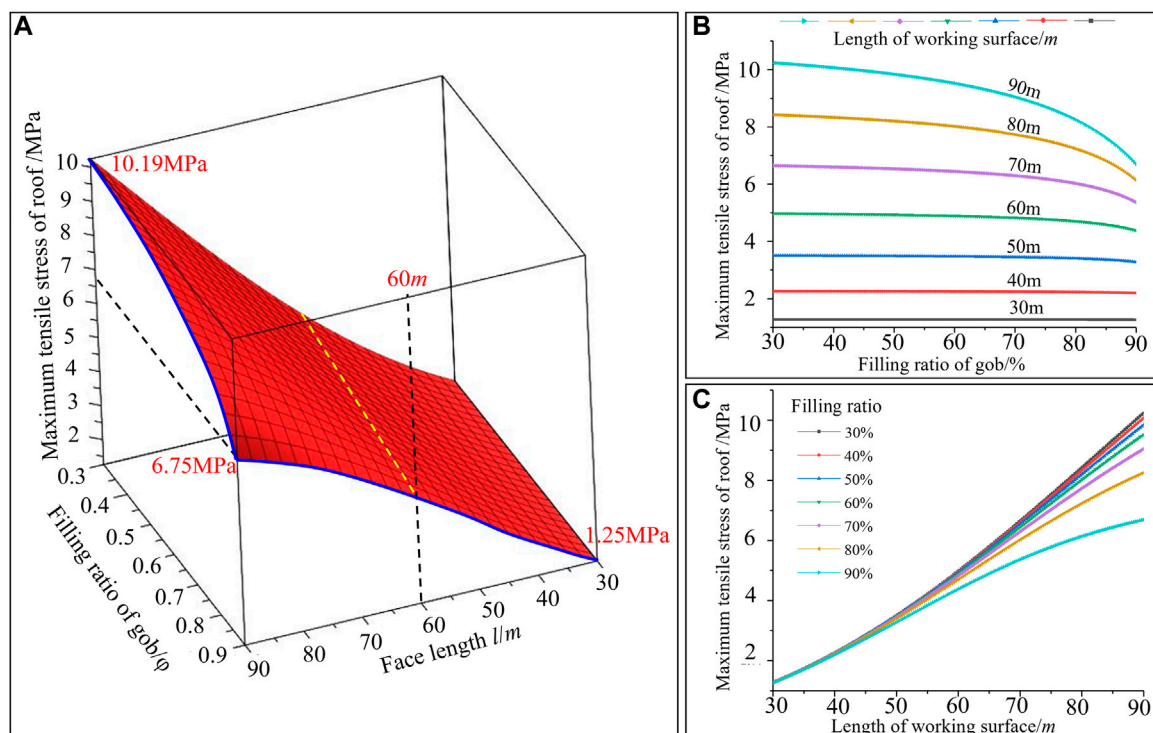 A
Maximum tensile stress of roof /MPa
10
9
8
7
6
5
4
3
2
10.19MPa
6.75MPa
1.25MPa
60m
0.3
0.4
0.5
0.6
0.7
0.8
0.9
Filling ratio of gob/φ
90
80
70
60
50
40
30
Face length l/m
B
Length of working surface/m
Maximum tensile stress of roof /MPa
10
8
6
4
2
90m
80m
70m
60m
50m
40m
30m
30 40 50 60 70 80 90
Filling ratio of gob/%
C
Maximum tensile stress of roof /MPa
10
8
6
4
2
Filling ratio
30%
40%
50%
60%
70%
80%
90%
30 40 50 60 70 80 90
Length of working surface/m